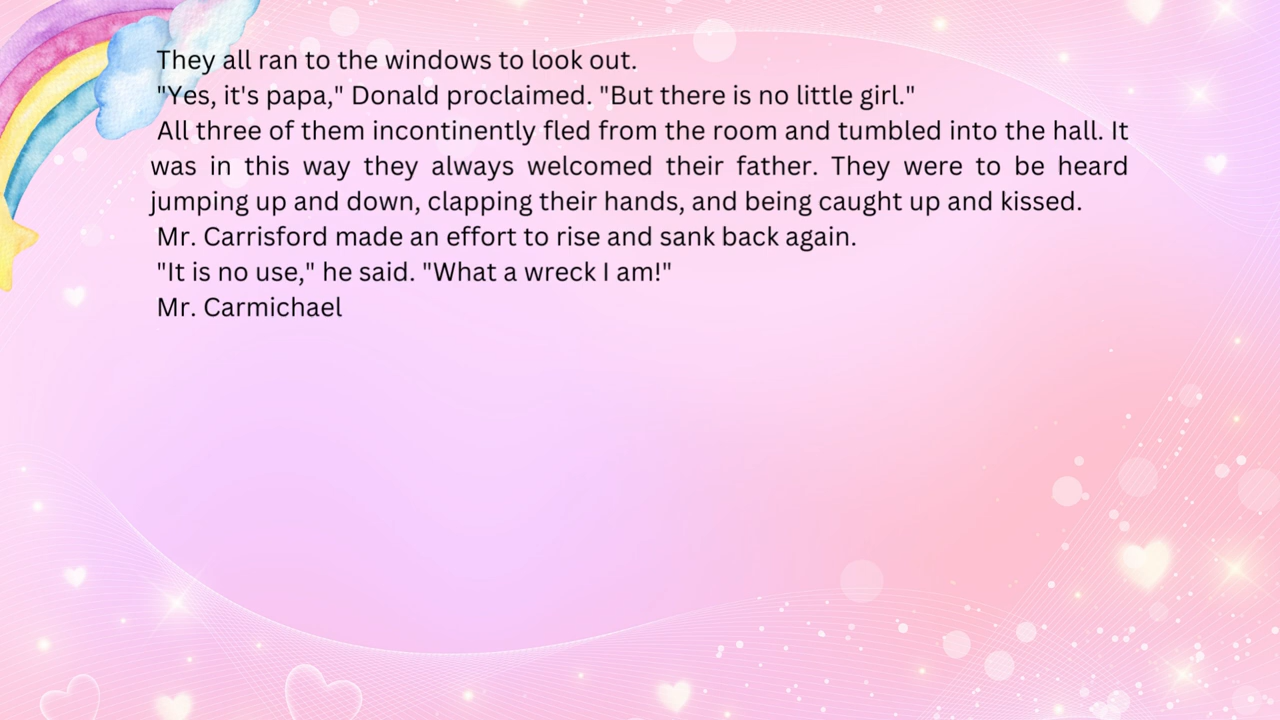 They all ran to the windows to look out.
"Yes, it's papa," Donald proclaimed. "But there is no little girl."
All three of them incontinently fled from the room and tumbled into the hall. It
was in this way they always welcomed their father. They were to be heard
jumping up and down, clapping their hands, and being caught up and kissed.
Mr. Carrisford made an effort to rise and sank back again.
"It is no use," he said. "What a wreck I am!"
Mr. Carmichael